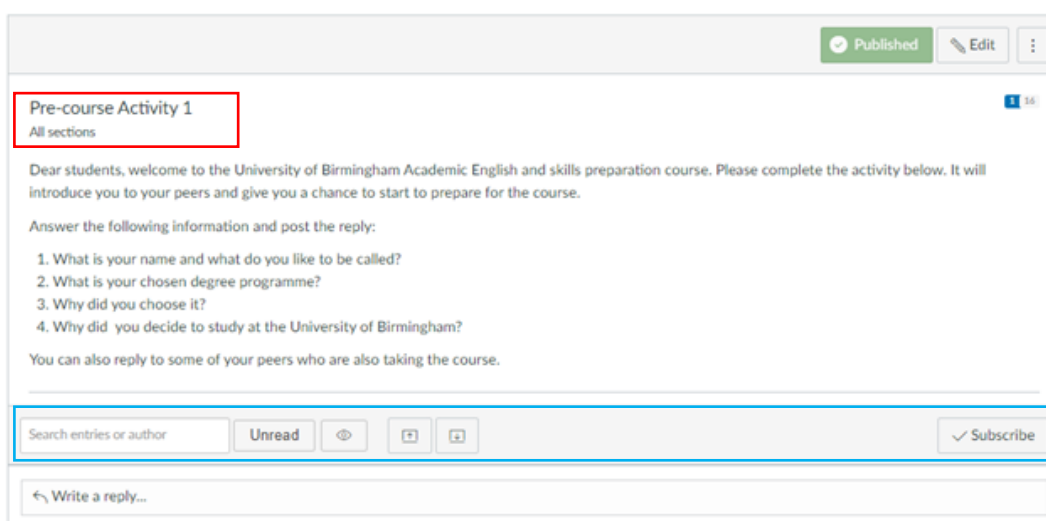 Published Edit
Pre-course Activity 1
1 16
All sections
Dear students, welcome to the University of Birmingham Academic English and skills preparation course. Please complete the activity below. It will
introduce you to your peers and give you a chance to start to prepare for the course.
Answer the following information and post the reply:
1. What is your name and what do you like to be called?
2. What is your chosen degree programme?
3. Why did you choose it?
4. Why did  you decide to study at the University of Birmingham?
You can also reply to some of your peers who are also taking the course.
Search entries or author Unread Subscribe
Write a reply...